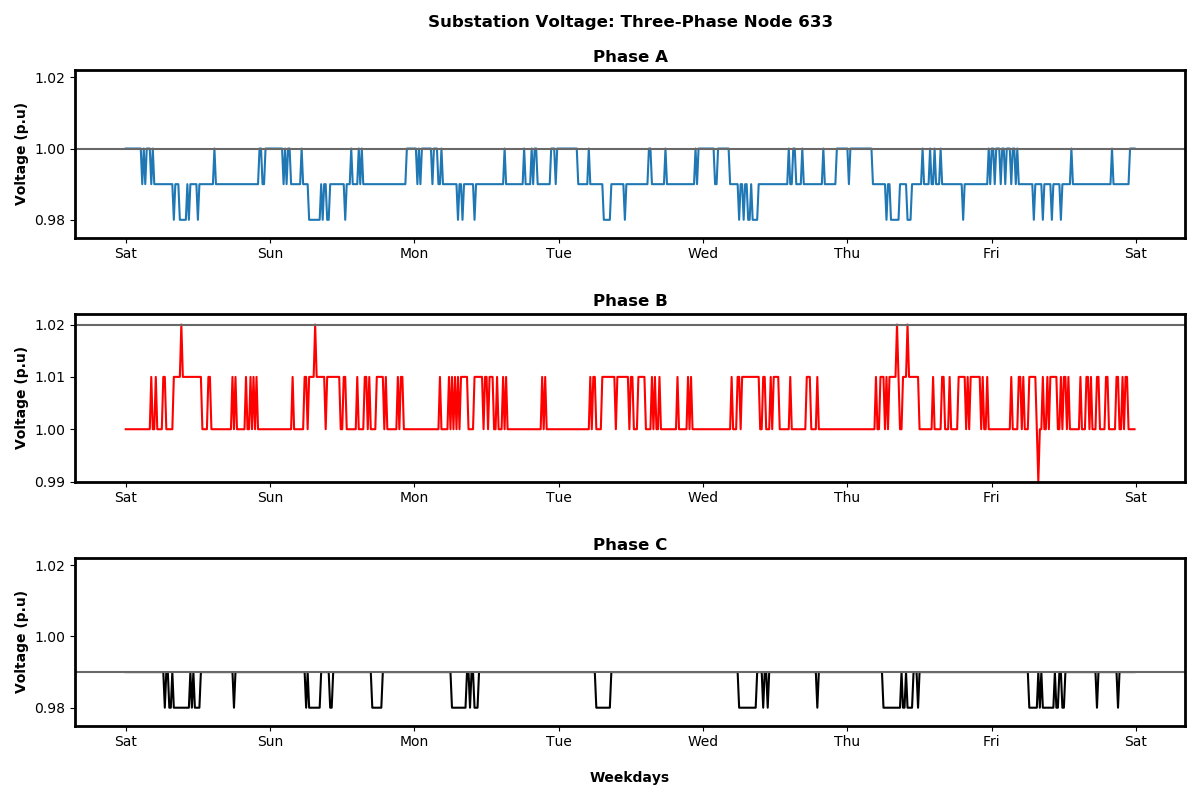 Substation Voltage: Three-Phase Node 633
Phase A
Voltage (p.u)
1.02
1.00
0.98
Sat Sun Mon Tue Wed Thu Fri Sat
Phase B
Voltage (p.u)
1.02
1.01
1.00
0.99
Sat Sun Mon Tue Wed Thu Fri Sat
Phase C
Voltage (p.u)
1.02
1.00
0.98
Sat Sun Mon Tue Wed Thu Fri Sat
Weekdays